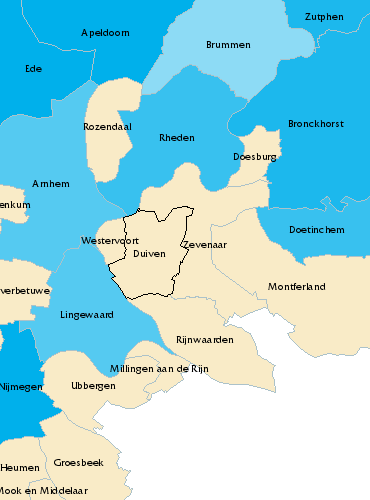 Zutphen
Apeldoorn
Brummen
Ede
Bronckhorst
Rozendaal
Rheden
Doesburg
Arnhem
enkum
Doetinchem
Westervoort
Zevenaar
Duiven
verbetuwe
Montferland
Lingewaard
Rijnwaarden
Millingen aan de Rijn
Nijmegen
Ubbergen
Groesbeek
Heumen
Mook en Middelaar